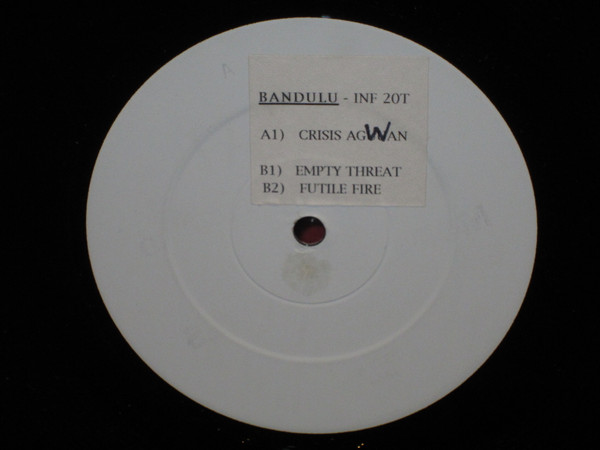 BANDULU - INF 20T
A1) CRISIS AGWAN
B1) EMPTY THREAT
B2) FUTILE FIRE